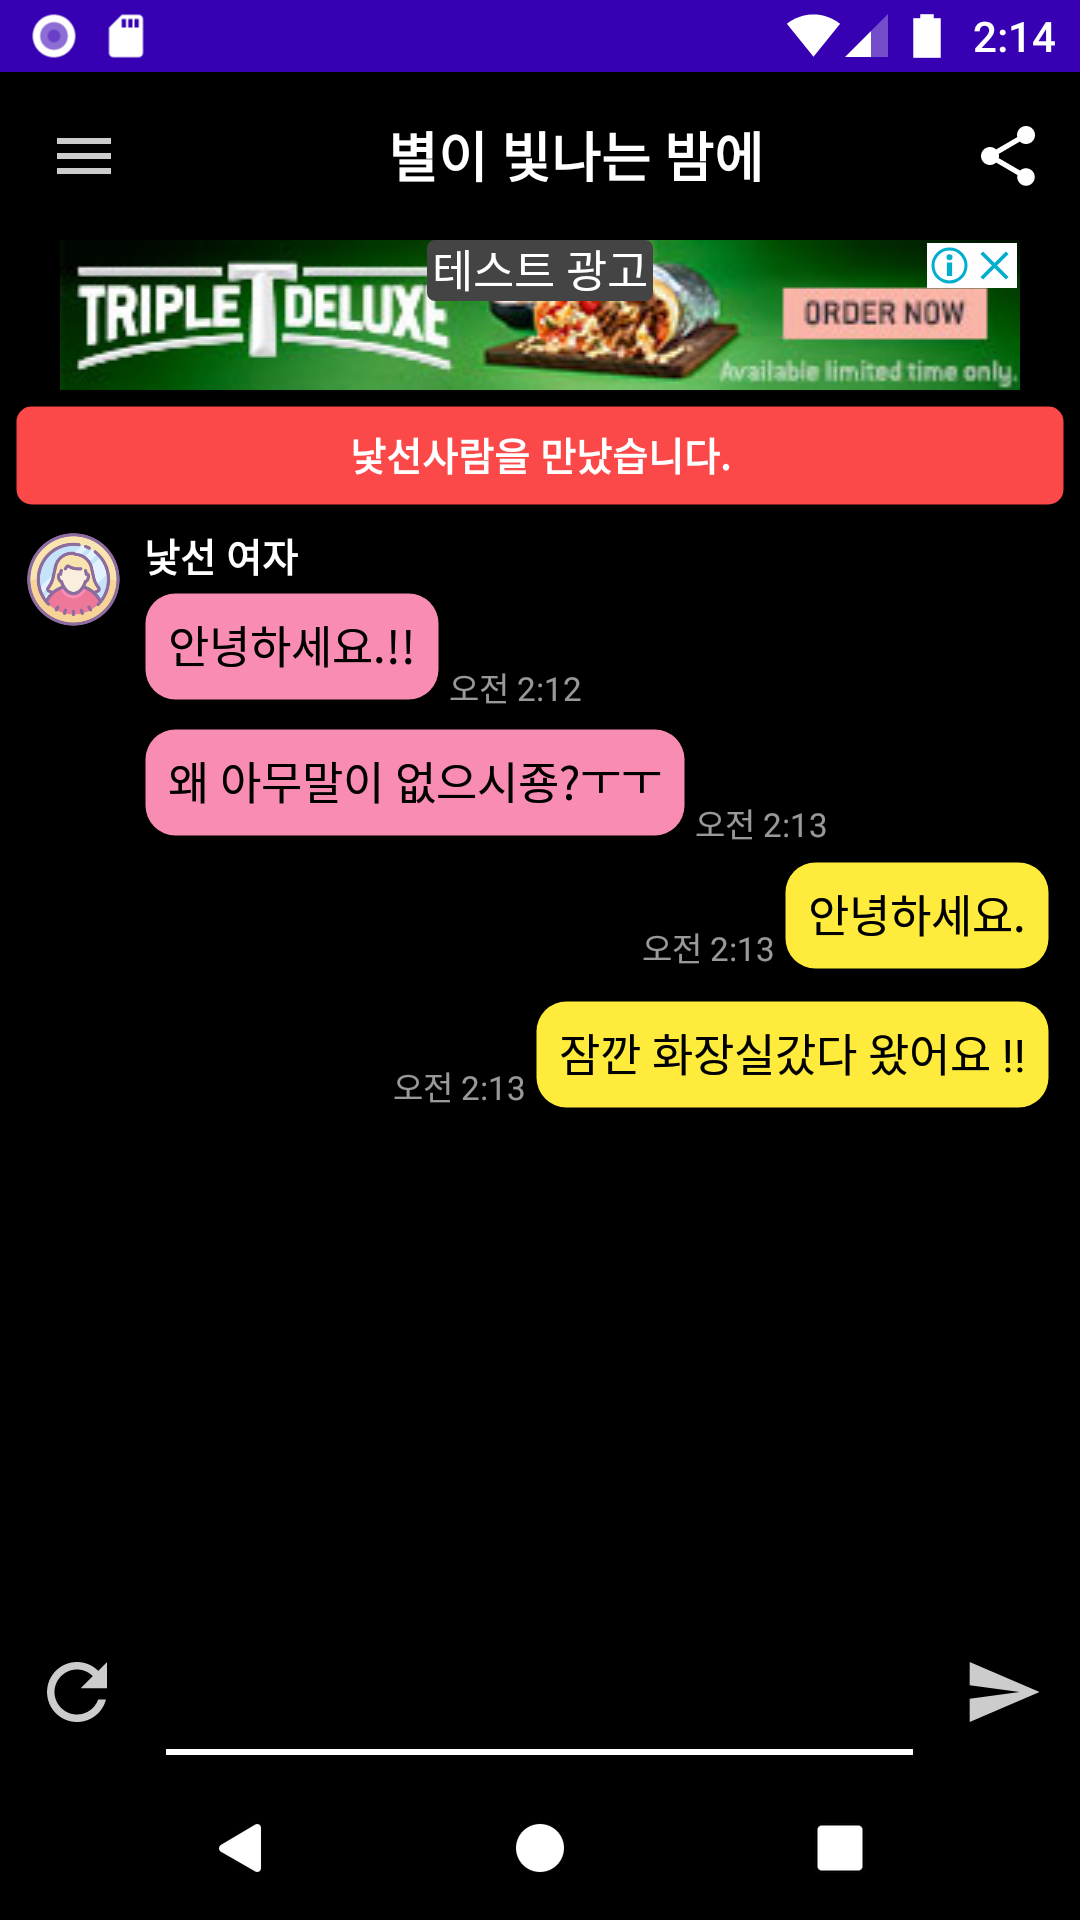 2:14
별이 빛나는 밤에
테스트 광고
TRIPLE T DELUXE
ORDER NOW
Available limited time only.
낯선사람을 만났습니다.
낯선 여자
안녕하세요.!!
오전 2:12
왜 아무말이 없으시죵?ㅜㅜ
오전 2:13
안녕하세요.
오전 2:13
잠깐 화장실갔다 왔어요 !!
오전 2:13